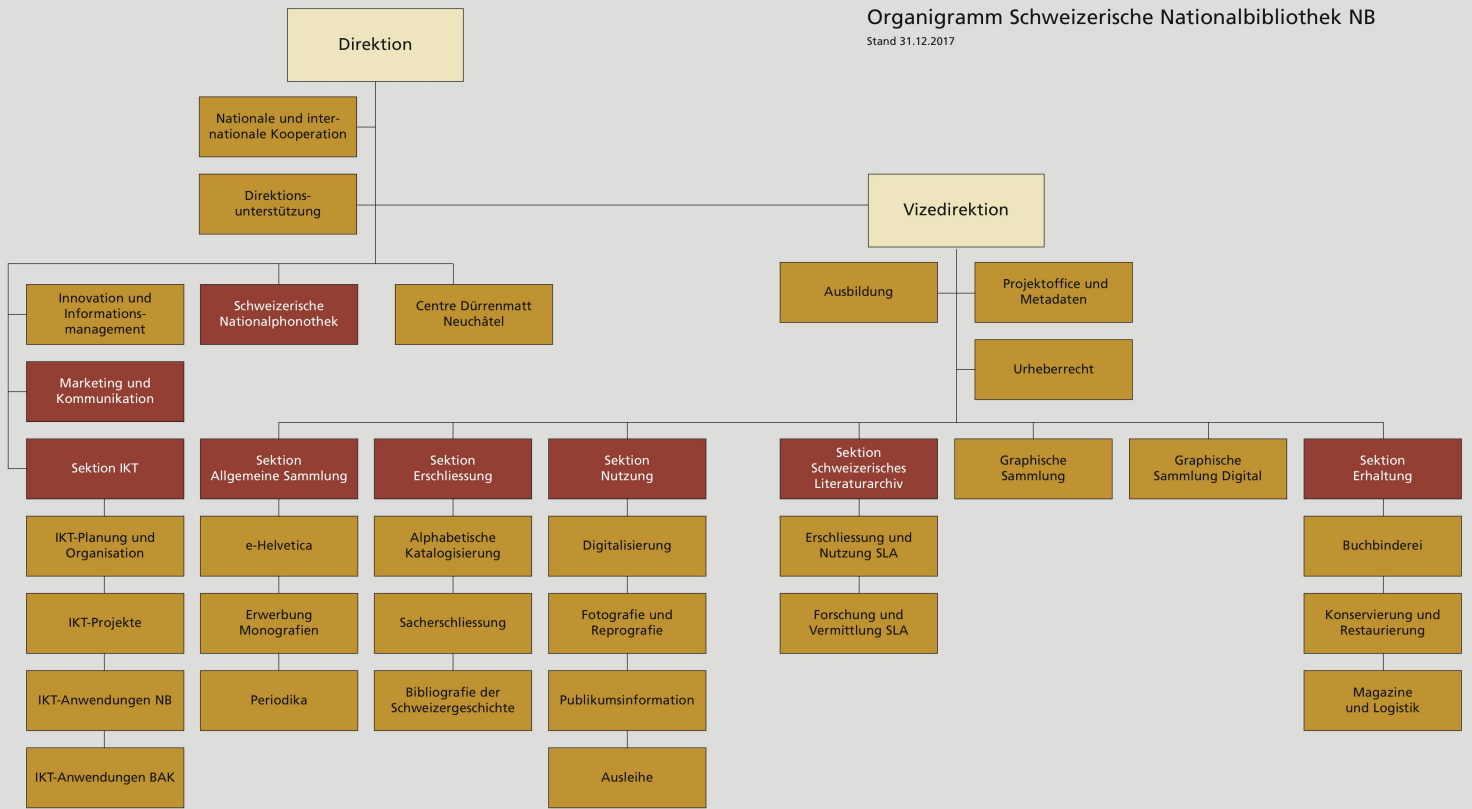 Organigramm Schweizerische Nationalbibliothek NB
Stand 31.12.2017
Direktion
Nationale und inter-
nationale Kooperation
Direktions-
unterstützung
Vizedirektion
Innovation und
Informations-
management
Schweizerische
Nationalphonothek
Centre Dürrenmatt
Neuchâtel
Ausbildung
Projektoffice und
Metadaten
Marketing und
Kommunikation
Urheberrecht
Sektion IKT
Sektion
Allgemeine Sammlung
Sektion
Erschliessung
Sektion
Nutzung
Sektion
Schweizerisches
Literaturarchiv
Graphische
Sammlung
Graphische
Sammlung Digital
Sektion
Erhaltung
IKT-Planung und
Organisation
e-Helvetica
Alphabetische
Katalogisierung
Digitalisierung
Erschliessung und
Nutzung SLA
Buchbinderei
IKT-Projekte
Erwerbung
Monografien
Sacherschliessung
Fotografie und
Reprografie
Forschung und
Vermittlung SLA
Konservierung und
Restaurierung
IKT-Anwendungen NB
Periodika
Bibliografie der
Schweizergeschichte
Publikumsinformation
Magazine
und Logistik
IKT-Anwendungen BAK
Ausleihe